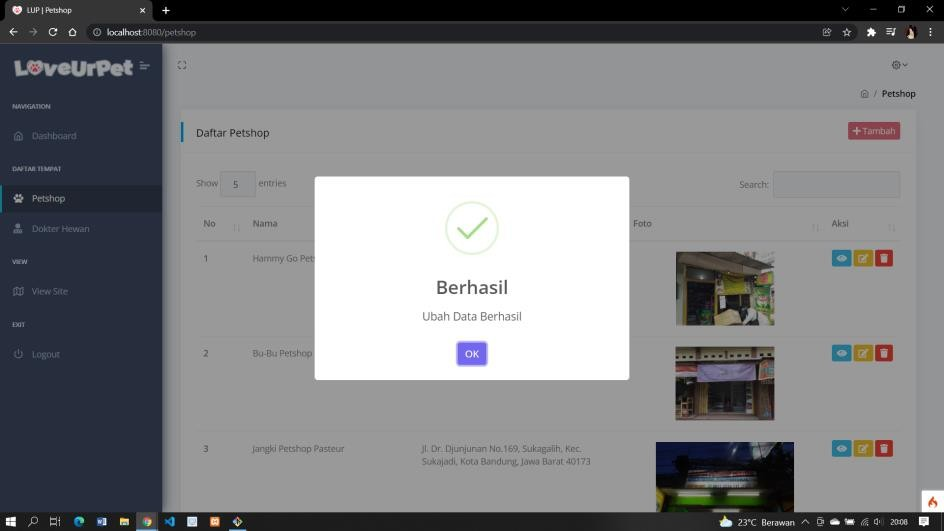 LUP | Petshop
localhost:8080/petshop
LoveUrPet
NAVIGATION
Dashboard
DAFTAR TEMPAT
Petshop
Dokter Hewan
VIEW
View Site
EXIT
Logout
/ Petshop
Daftar Petshop
+ Tambah
Show 5 entries
Search:
No Nama Foto Aksi
1 Hammy Go Pets
2 Bu-Bu Petshop
3 Jangki Petshop Pasteur Jl. Dr. Djunjunan No.169, Sukagalih, Kec.
Sukajadi, Kota Bandung, Jawa Barat 40173
Berhasil
Ubah Data Berhasil
OK
23°C Berawan 20:08